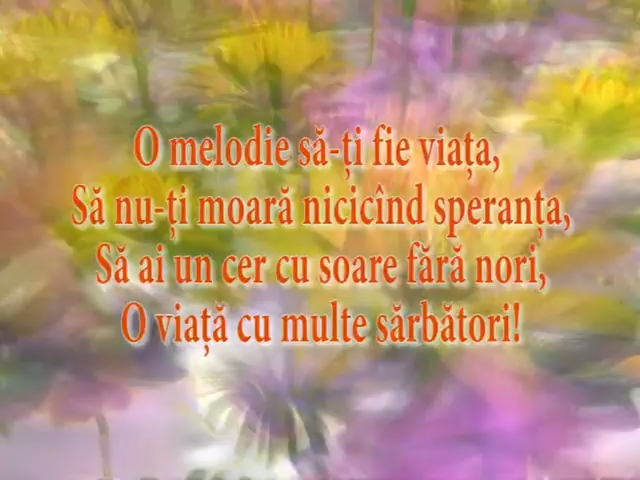 O melodie să-ți fie viața,
Să nu-ți moară nicicînd speranța,
Să ai un cer cu soare fără nori,
O viață cu multe sărbători!